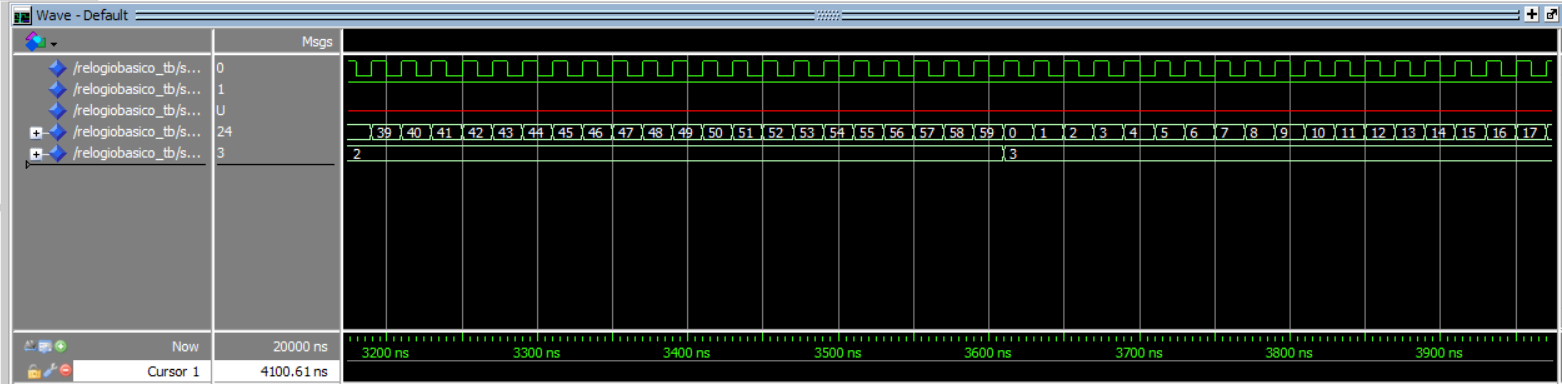 Wave - Default
Msgs
/relogiobasico_tb/s... 0
/relogiobasico_tb/s... 1
/relogiobasico_tb/s... U
/relogiobasico_tb/s... 24 39 40 41 42 43 44 45 46 47 48 49 50 51 52 53 54 55 56 57 58 59 0 1 2 3 4 5 6 7 8 9 10 11 12 13 14 15 16 17
/relogiobasico_tb/s... 3 2 3
Now 20000 ns 3200 ns 3300 ns 3400 ns 3500 ns 3600 ns 3700 ns 3800 ns 3900 ns
Cursor 1 4100.61 ns